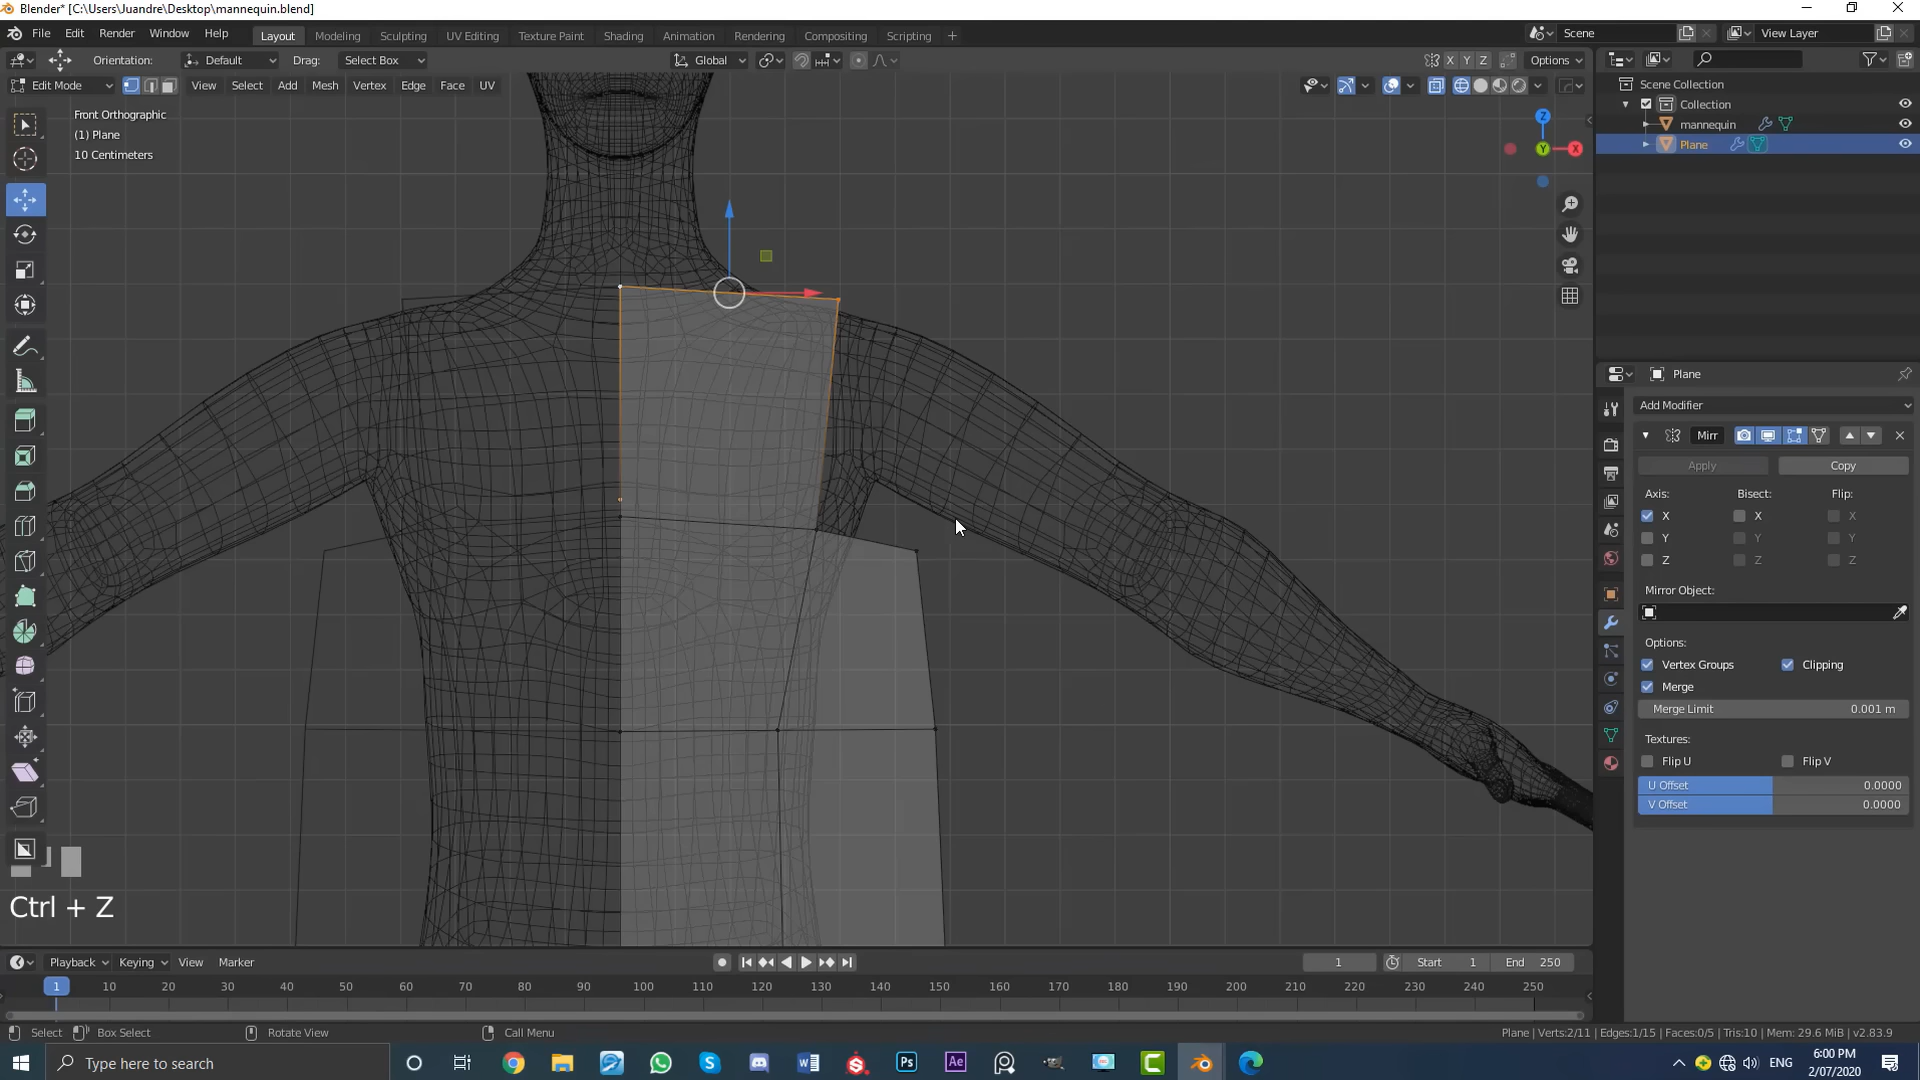 Blender* [C:\Users\Juandre\Desktop\mannequin.blend]
File Edit Render Window Help Layout Modeling Sculpting UV Editing Texture Paint Shading Animation Rendering Compositing Scripting + Scene View Layer
Orientation: Default Drag: Select Box Global X Y Z Options
Edit Mode View Select Add Mesh Vertex Edge Face UV
Front Orthographic
(1) Plane
10 Centimeters
Z
Y
X
Scene Collection
Collection
mannequin
Plane
Plane
Add Modifier
Mirr
Apply Copy
Axis: Bisect: Flip:
X X X
Y Y Y
Z Z Z
Mirror Object:
Options:
Vertex Groups Clipping
Merge
Merge Limit 0.001 m
Textures:
Flip U Flip V
U Offset 0.0000
V Offset 0.0000
Ctrl + Z
Playback Keying View Marker 1 Start 1 End 250
1 10 20 30 40 50 60 70 80 90 100 110 120 130 140 150 160 170 180 190 200 210 220 230 240 250
Select Box Select Rotate View Call Menu Plane | Verts:2/11 | Edges:1/15 | Faces:0/5 | Tris:10 | Mem: 29.6 MiB | v2.83.9
Type here to search Ps Ae ENG 6:00 PM
2/07/2020